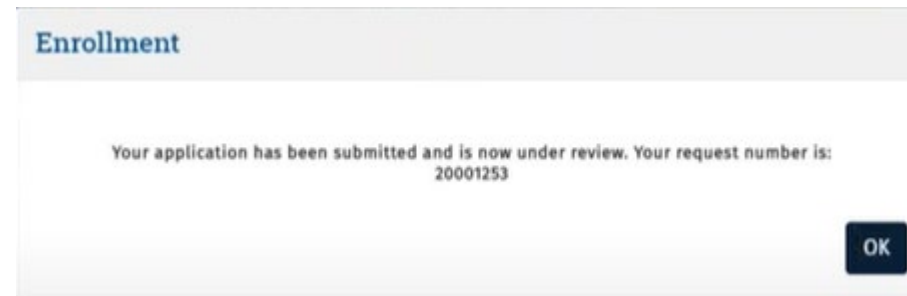 Enrollment
Your application has been submitted and is now under review. Your request number is:
20001253
OK